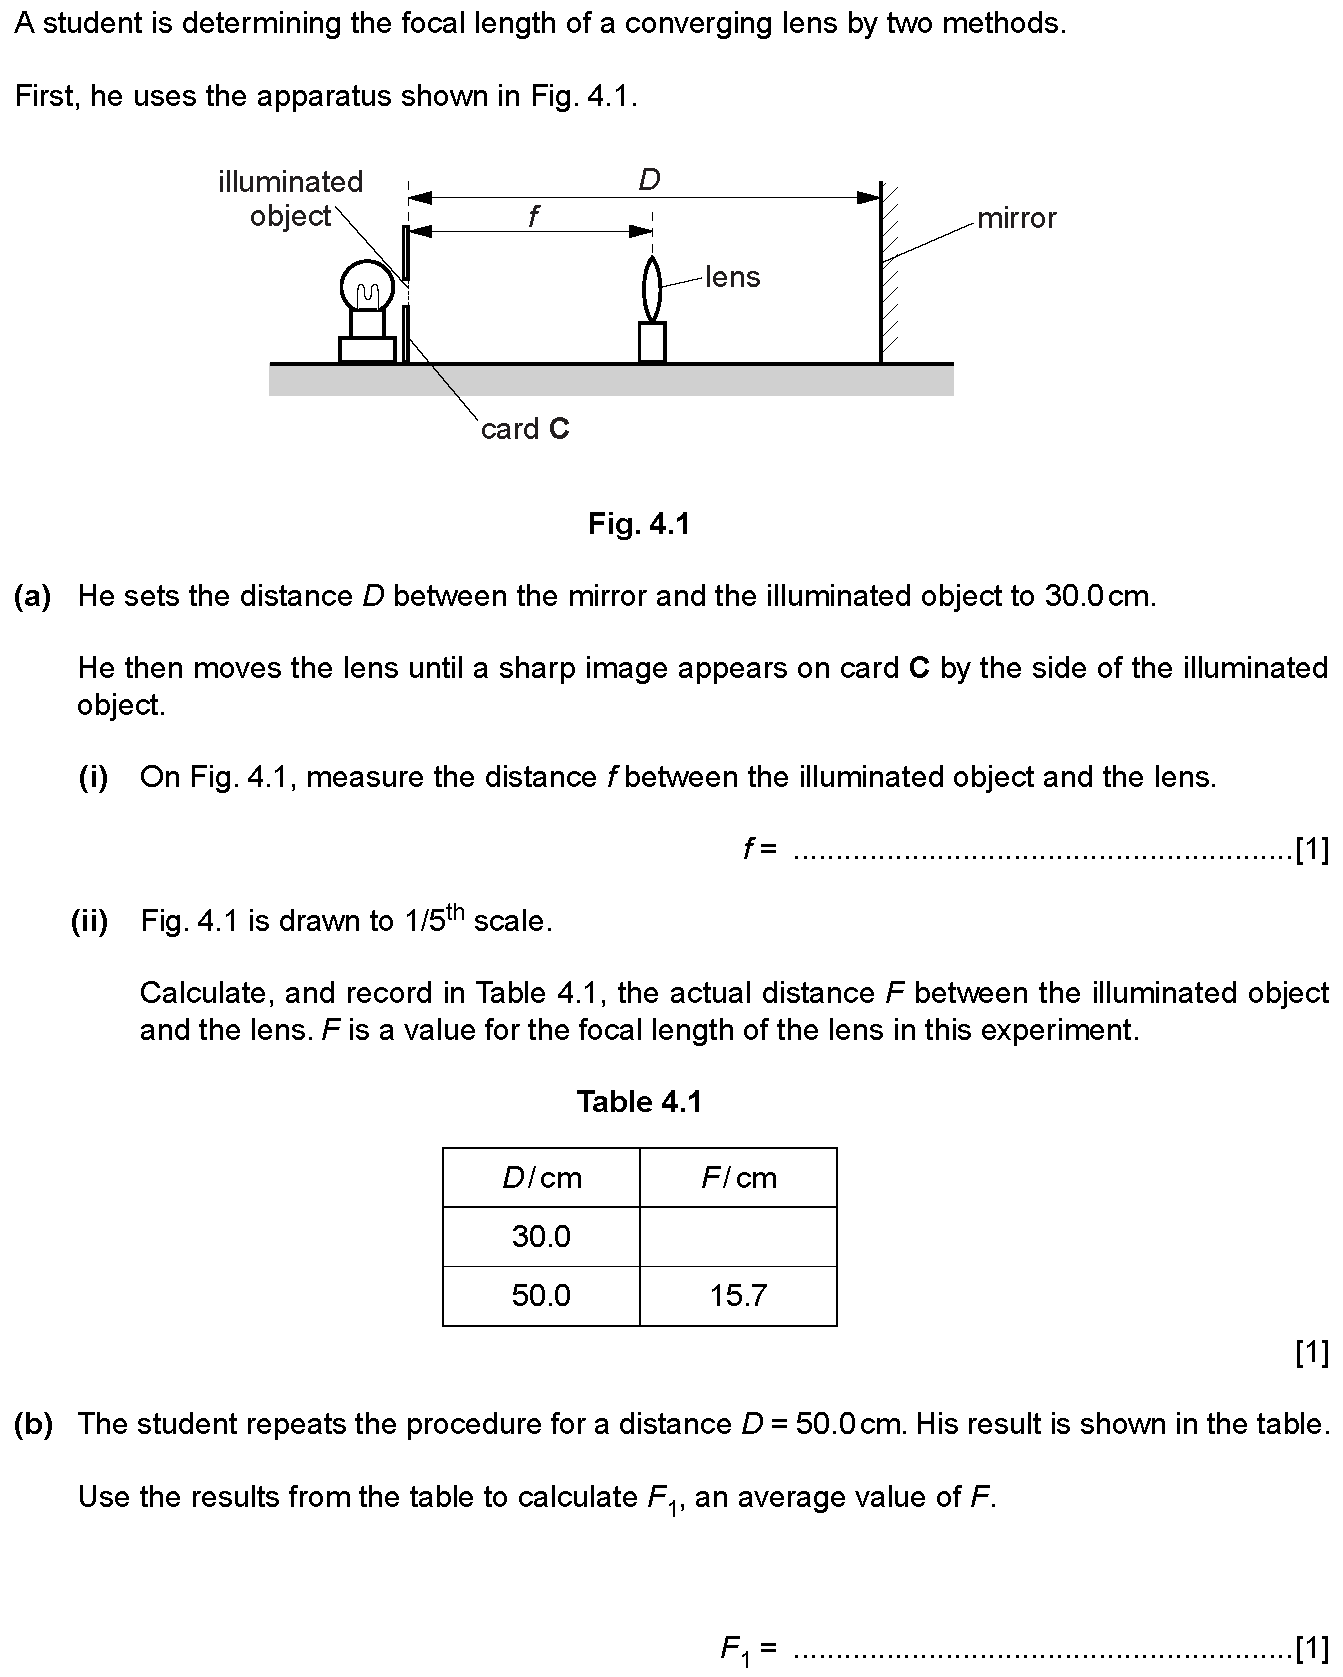 A student is determining the focal length of a converging lens by two methods.
First, he uses the apparatus shown in Fig. 4.1.
illuminated
object
D
f
mirror
lens
card C
Fig. 4.1
(a) He sets the distance D between the mirror and the illuminated object to 30.0 cm.
He then moves the lens until a sharp image appears on card C by the side of the illuminated
object.
(i) On Fig. 4.1, measure the distance f between the illuminated object and the lens.
f = ..........................................................[1]
(ii) Fig. 4.1 is drawn to 1/5th scale.
Calculate, and record in Table 4.1, the actual distance F between the illuminated object
and the lens. F is a value for the focal length of the lens in this experiment.
Table 4.1
D/cm F/cm
30.0
50.0 15.7
[1]
(b) The student repeats the procedure for a distance D = 50.0 cm. His result is shown in the table.
Use the results from the table to calculate F1, an average value of F.
F1 = ..........................................................[1]